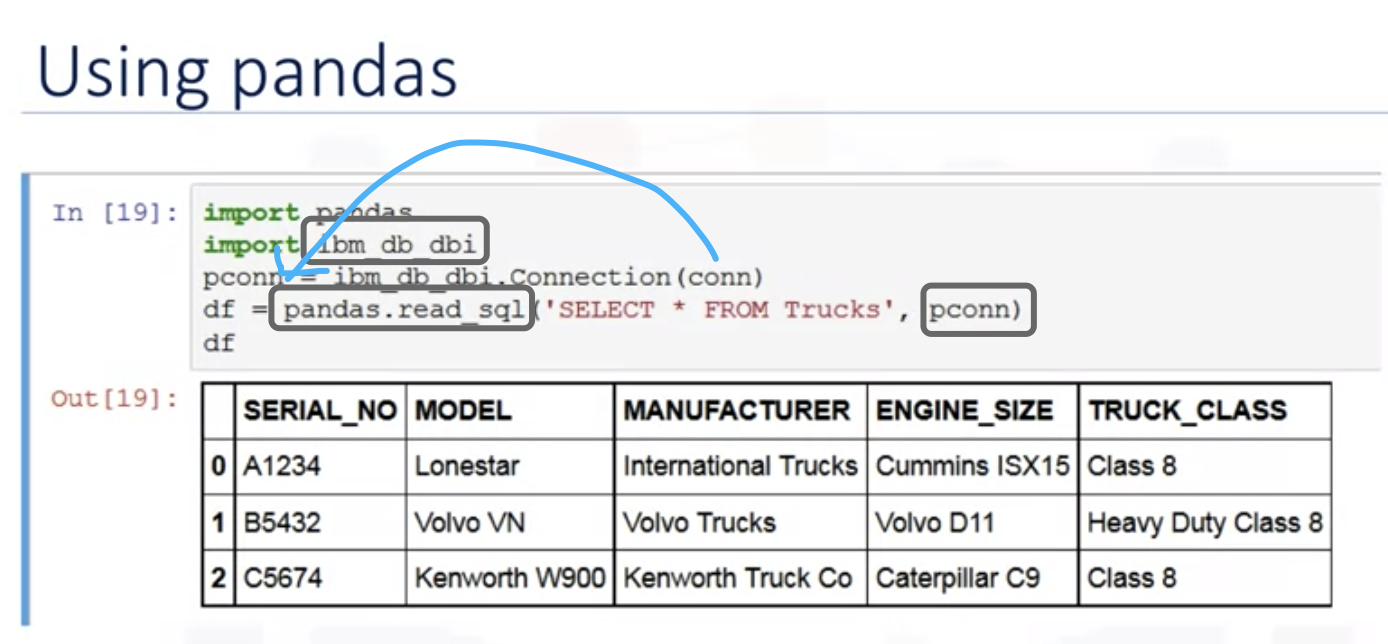 Using pandas
In [19]: import pandas
import ibm_db_dbi
pconn = ibm_db_dbi.Connection(conn)
df = pandas.read_sql('SELECT * FROM Trucks', pconn)
df
Out[19]:
SERIAL_NO MODEL MANUFACTURER ENGINE_SIZE TRUCK_CLASS
0 A1234 Lonestar International Trucks Cummins ISX15 Class 8
1 B5432 Volvo VN Volvo Trucks Volvo D11 Heavy Duty Class 8
2 C5674 Kenworth W900 Kenworth Truck Co Caterpillar C9 Class 8